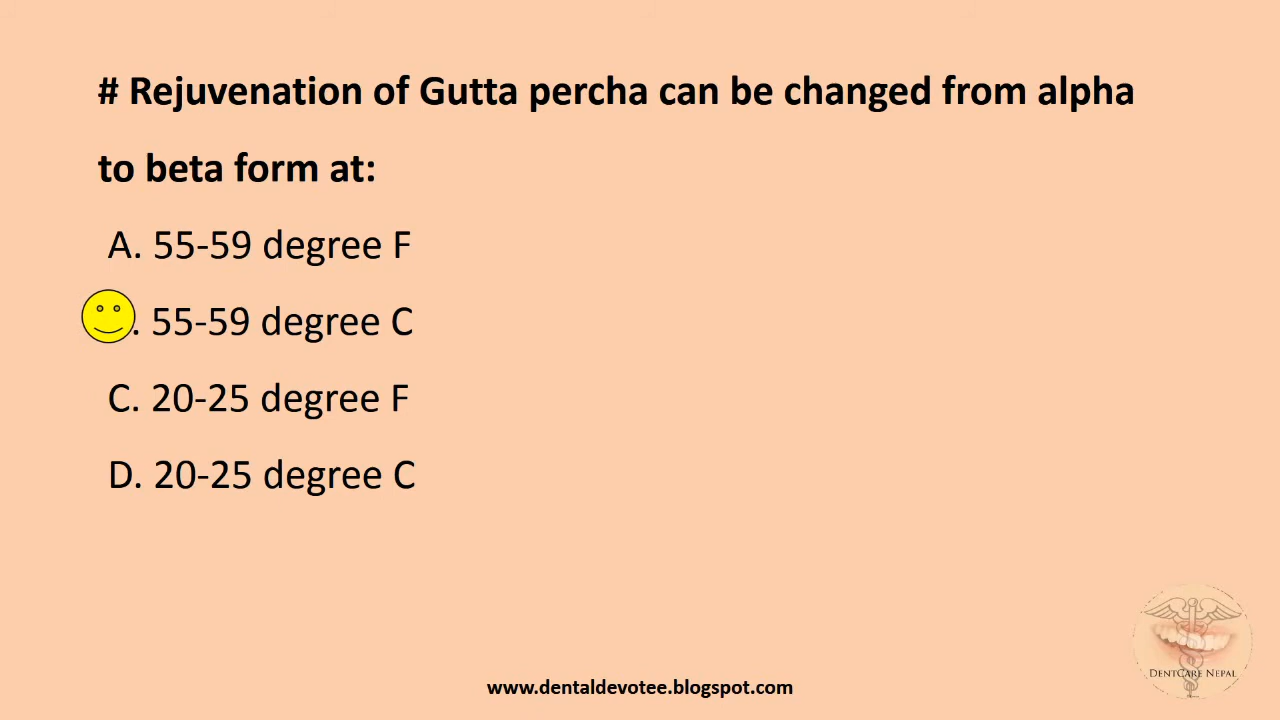 # Rejuvenation of Gutta percha can be changed from alpha
to beta form at:
A. 55-59 degree F
. 55-59 degree C
C. 20-25 degree F
D. 20-25 degree C
DENTCARE NEPAL
www.dentaldevotee.blogspot.com